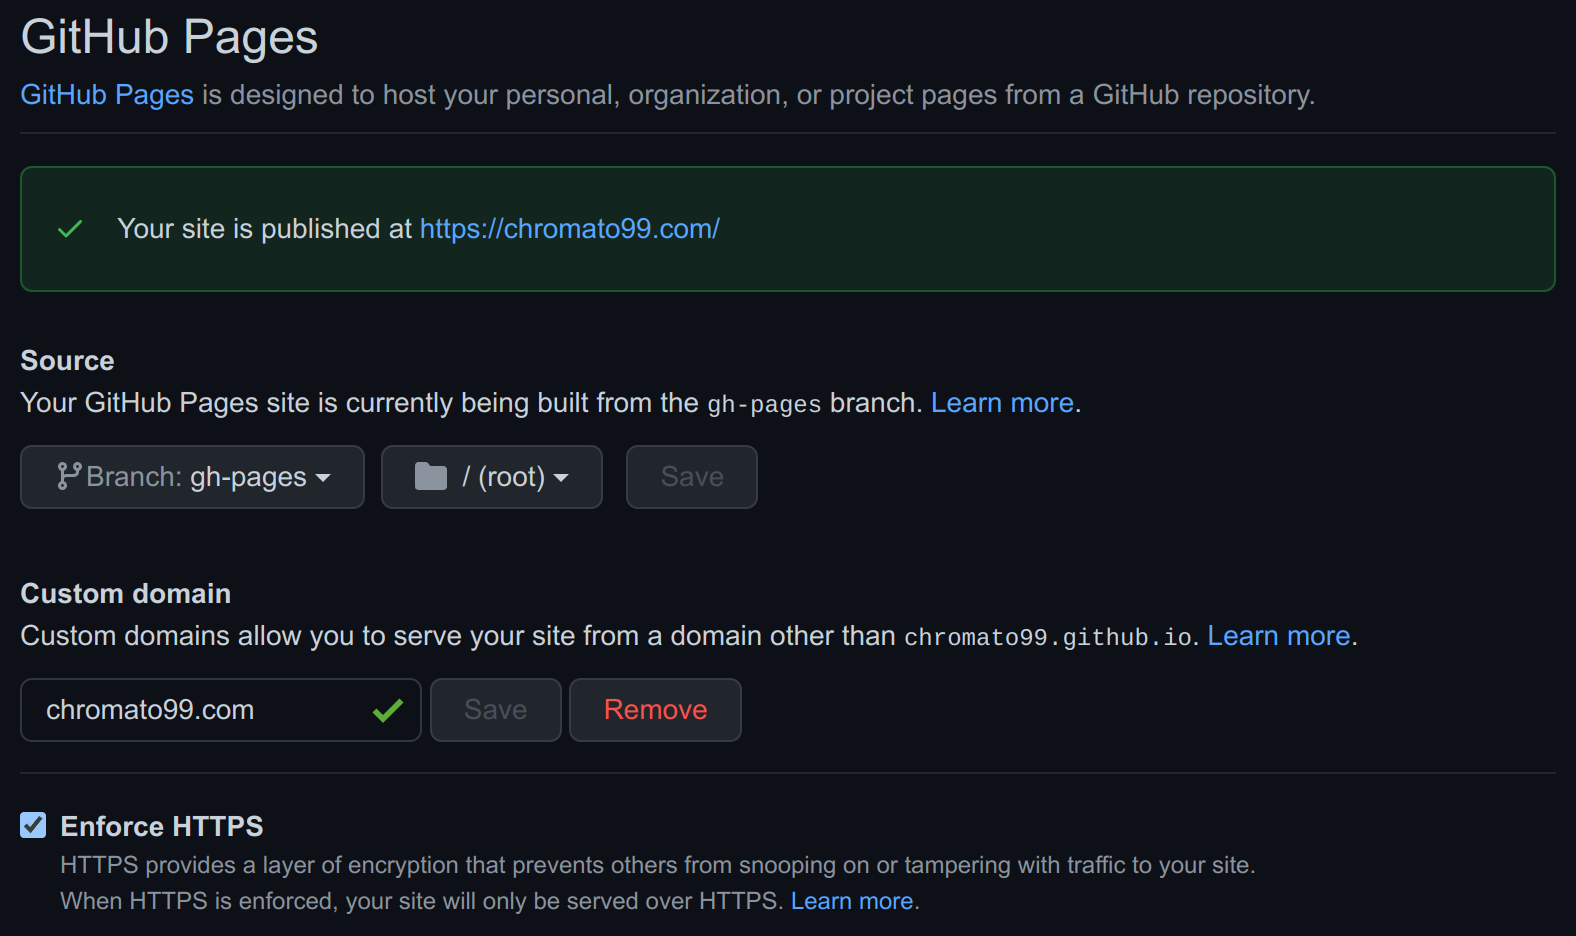 GitHub Pages
GitHub Pages is designed to host your personal, organization, or project pages from a GitHub repository.
Your site is published at https://chromato99.com/
Source
Your GitHub Pages site is currently being built from the gh-pages branch. Learn more.
Branch: gh-pages / (root) Save
Custom domain
Custom domains allow you to serve your site from a domain other than chromato99.github.io. Learn more.
chromato99.com Save Remove
Enforce HTTPS
HTTPS provides a layer of encryption that prevents others from snooping on or tampering with traffic to your site.
When HTTPS is enforced, your site will only be served over HTTPS. Learn more.